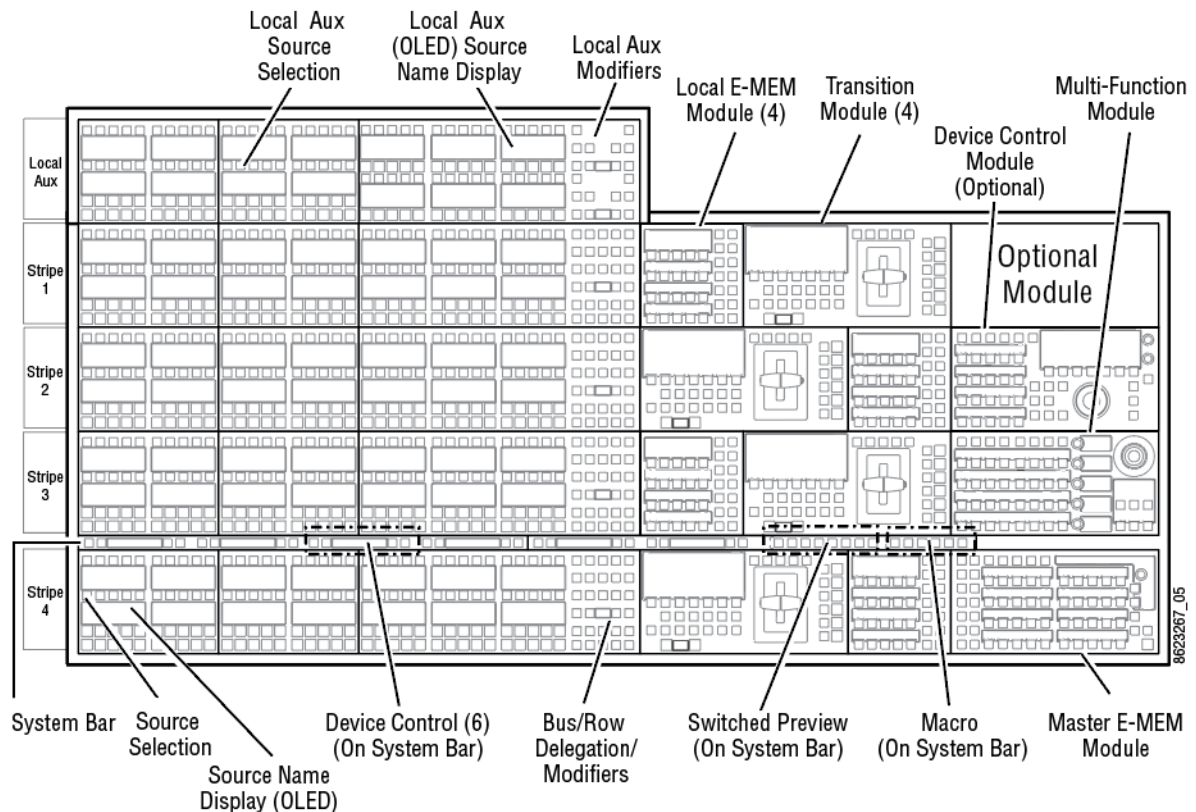 Local Aux
Source
Selection
Local Aux
(OLED) Source
Name Display
Local Aux
Modifiers
Local E-MEM
Module (4)
Transition
Module (4)
Multi-Function
Module
Device Control
Module
(Optional)
Local
Aux
Stripe
1
Optional
Module
Stripe
2
Stripe
3
Stripe
4
8623267_05
System Bar
Source
Selection
Source Name
Display (OLED)
Device Control (6)
(On System Bar)
Bus/Row
Delegation/
Modifiers
Switched Preview
(On System Bar)
Macro
(On System Bar)
Master E-MEM
Module